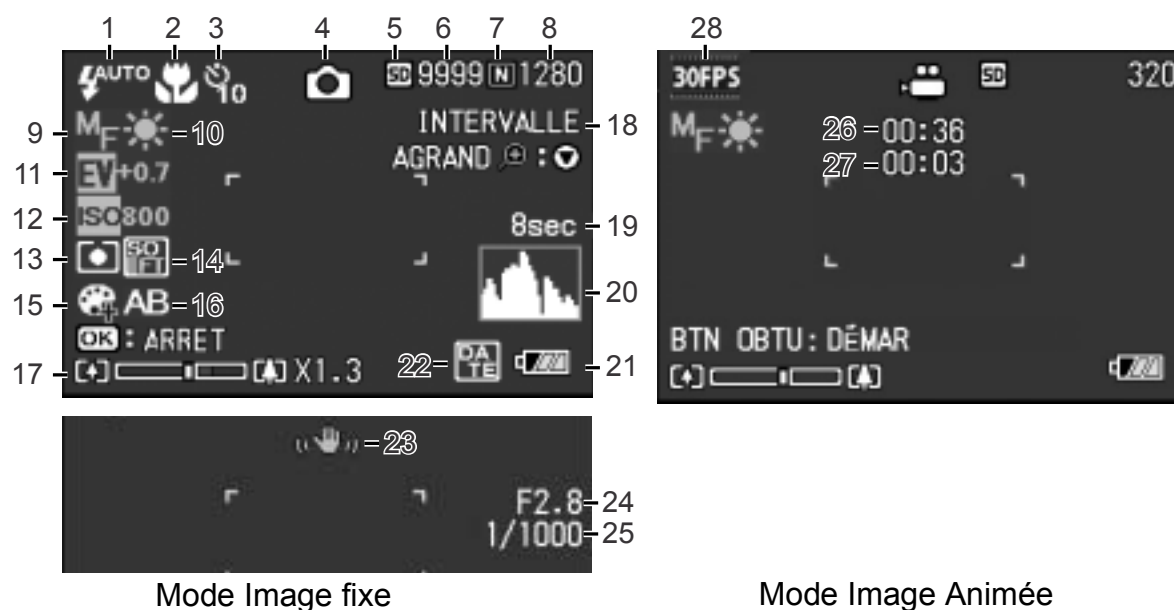 1 2 3 4 5 6 7 8
AUTO 10 SD 9999 N 1280
9 MF = 10 INTERVALLE 18
AGRAND : 
11 EV +0.7
12 ISO800 8sec 19
13 SOFT = 14
15 AB = 16 20
OK : ARRET
17 X1.3 22 = DATE 21
= 23
F2.8 24
1/1000 25
Mode Image fixe
28
30FPS SD 320
MF 26 = 00:36
27 = 00:03
BTN OBTU : DÉMAR
Mode Image Animée